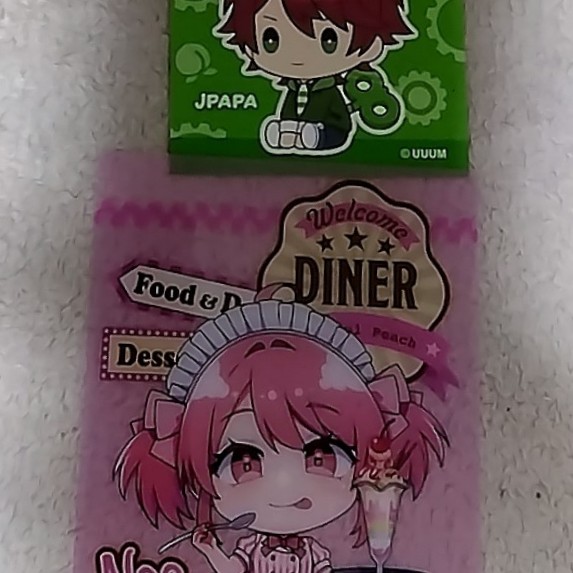 JPAPA
© UUUM
Welcome
DINER
Peach
Food & D
Dess